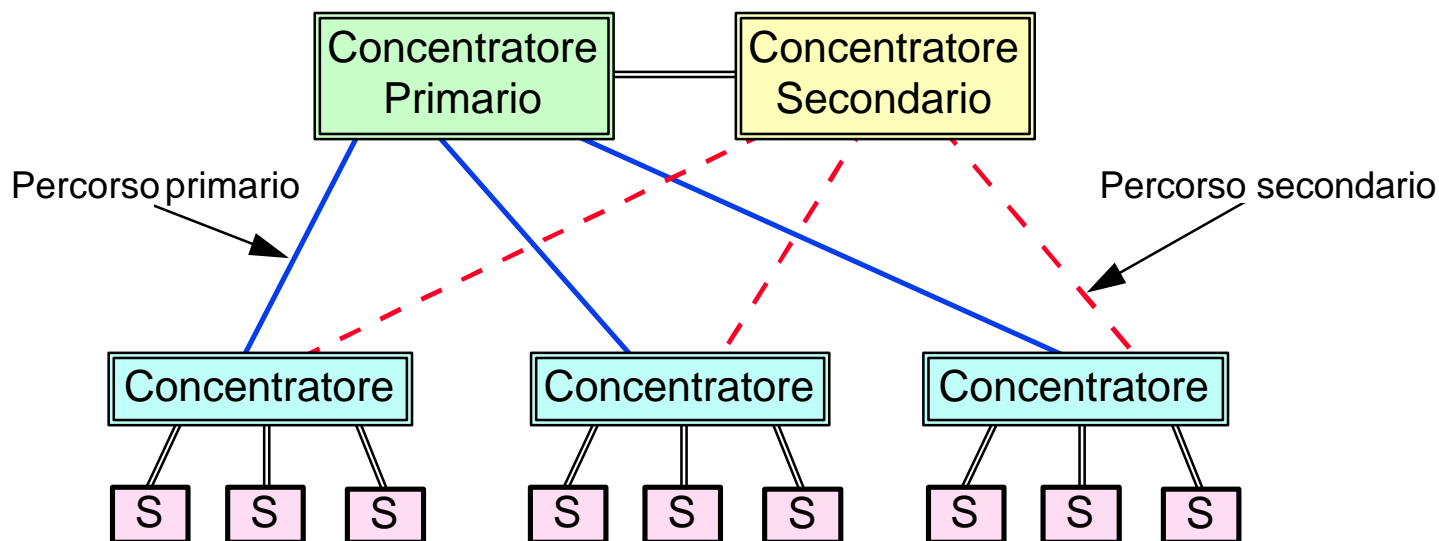 Concentratore
Primario
Concentratore
Secondario
Percorso primario
Percorso secondario
Concentratore
Concentratore
Concentratore
S
S
S
S
S
S
S
S
S